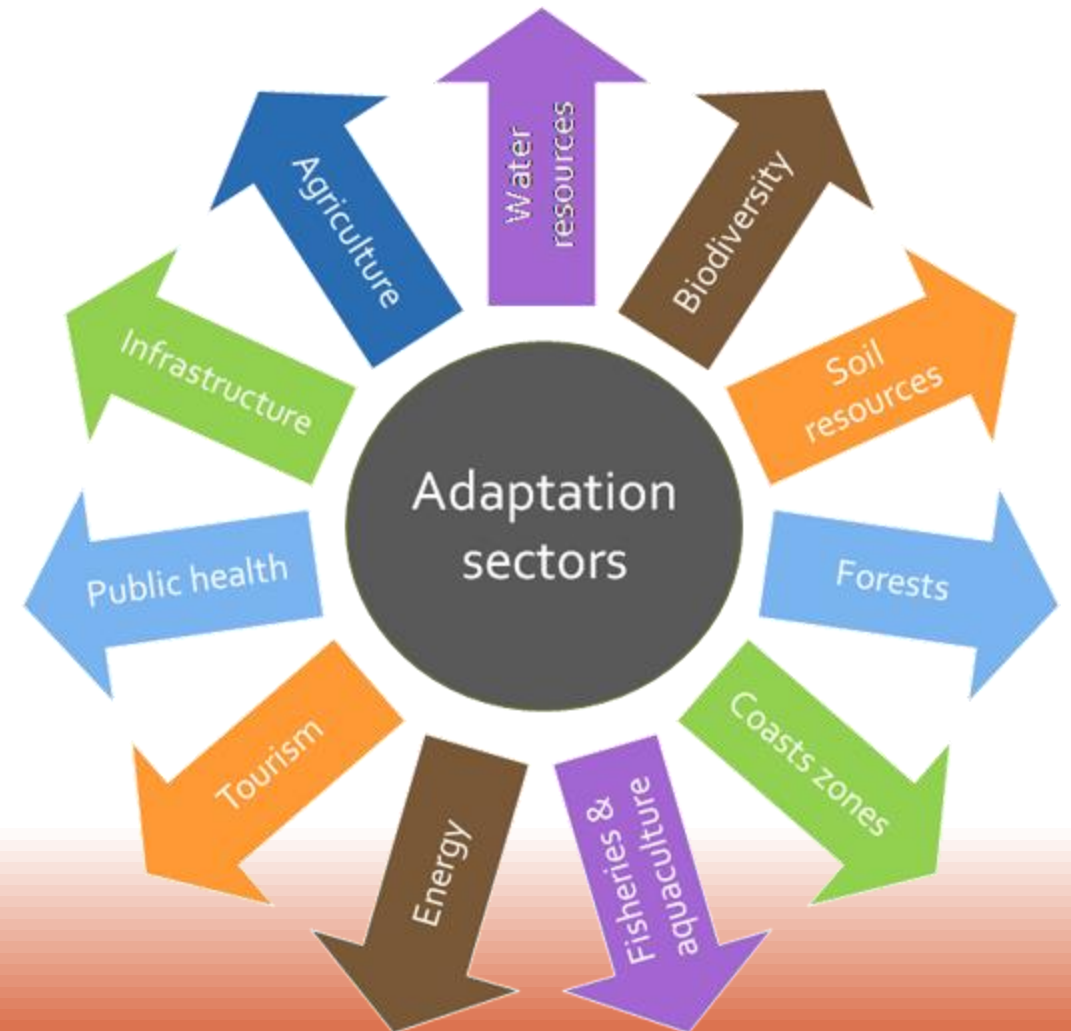 Adaptation
sectors
Water
resources
Biodiversity
Soil
resources
Forests
Coasts zones
Fisheries &
aquaculture
Energy
Tourism
Public health
Infrastructure
Agriculture